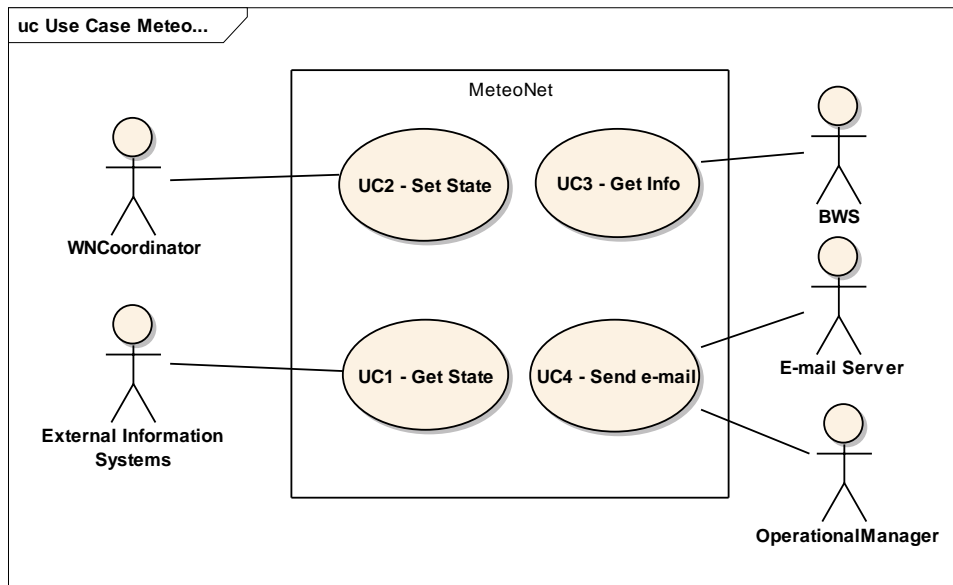 uc Use Case Meteo...
MeteoNet
WNCoordinator
UC2 - Set State
UC3 - Get Info
BWS
External Information
Systems
UC1 - Get State
UC4 - Send e-mail
E-mail Server
OperationalManager